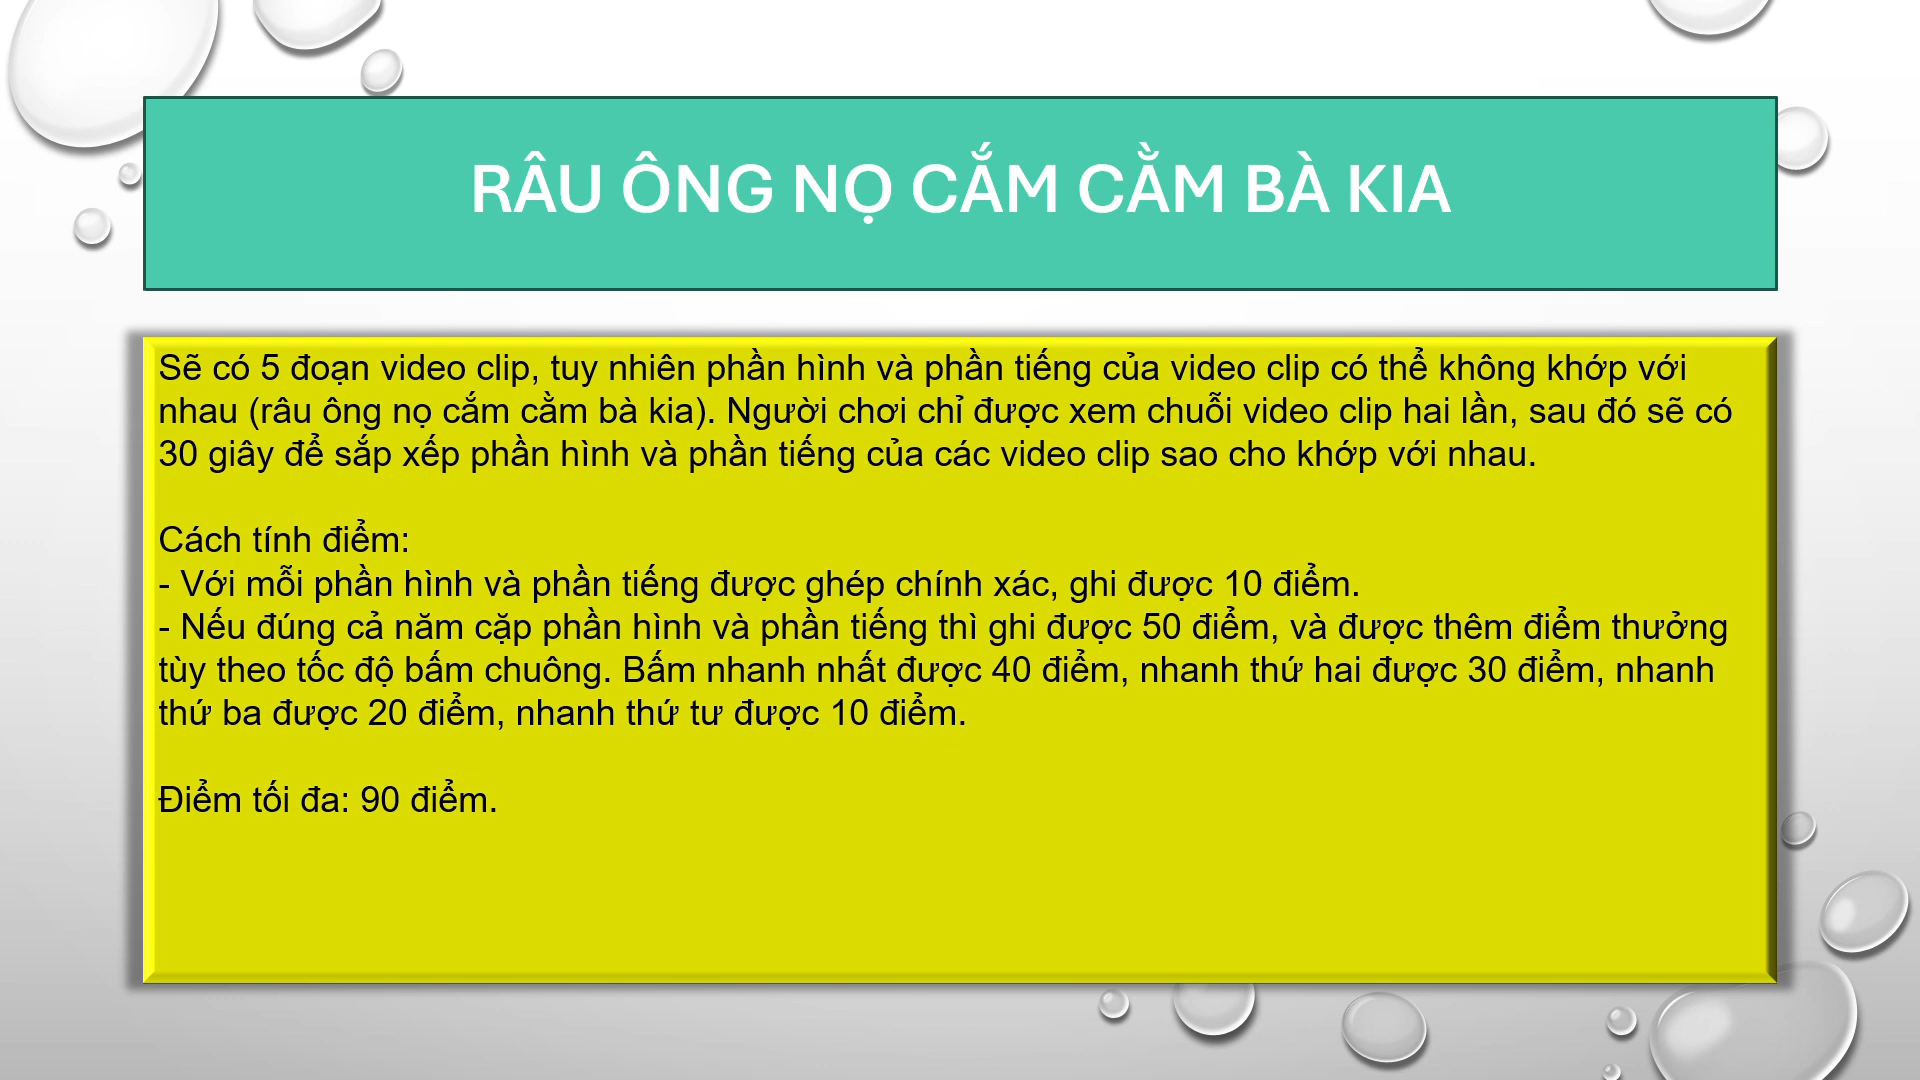 RÂU ÔNG NỌ CẮM CẰM BÀ KIA
Sẽ có 5 đoạn video clip, tuy nhiên phần hình và phần tiếng của video clip có thể không khớp với
nhau (râu ông nọ cắm cằm bà kia). Người chơi chỉ được xem chuỗi video clip hai lần, sau đó sẽ có
30 giây để sắp xếp phần hình và phần tiếng của các video clip sao cho khớp với nhau.
Cách tính điểm:
- Với mỗi phần hình và phần tiếng được ghép chính xác, ghi được 10 điểm.
- Nếu đúng cả năm cặp phần hình và phần tiếng thì ghi được 50 điểm, và được thêm điểm thưởng
tùy theo tốc độ bấm chuông. Bấm nhanh nhất được 40 điểm, nhanh thứ hai được 30 điểm, nhanh
thứ ba được 20 điểm, nhanh thứ tư được 10 điểm.
Điểm tối đa: 90 điểm.